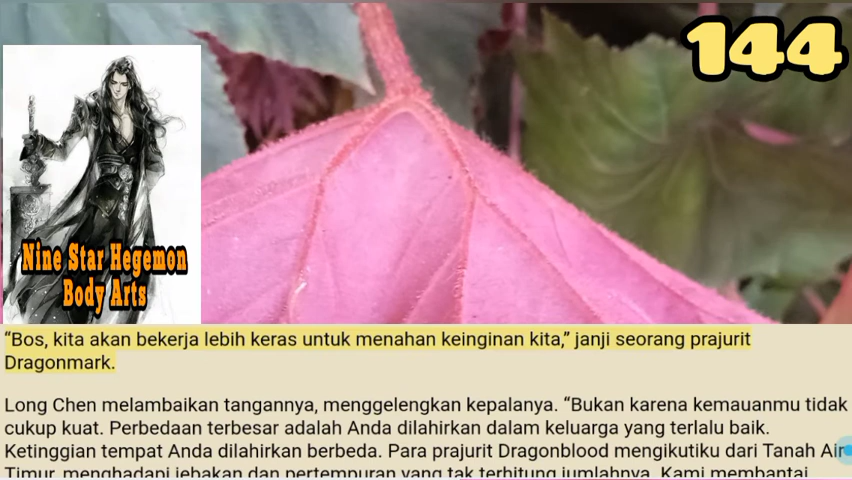 144
Nine Star Hegemon
Body Arts
“Bos, kita akan bekerja lebih keras untuk menahan keinginan kita,” janji seorang prajurit
Dragonmark.
Long Chen melambaikan tangannya, menggelengkan kepalanya. “Bukan karena kemauanmu tidak
cukup kuat. Perbedaan terbesar adalah Anda dilahirkan dalam keluarga yang terlalu baik.
Ketinggian tempat Anda dilahirkan berbeda. Para prajurit Dragonblood mengikutiku dari Tanah Air
Timur, menghadapi jebakan dan pertempuran yang tak terhitung jumlahnya. Kami membantai